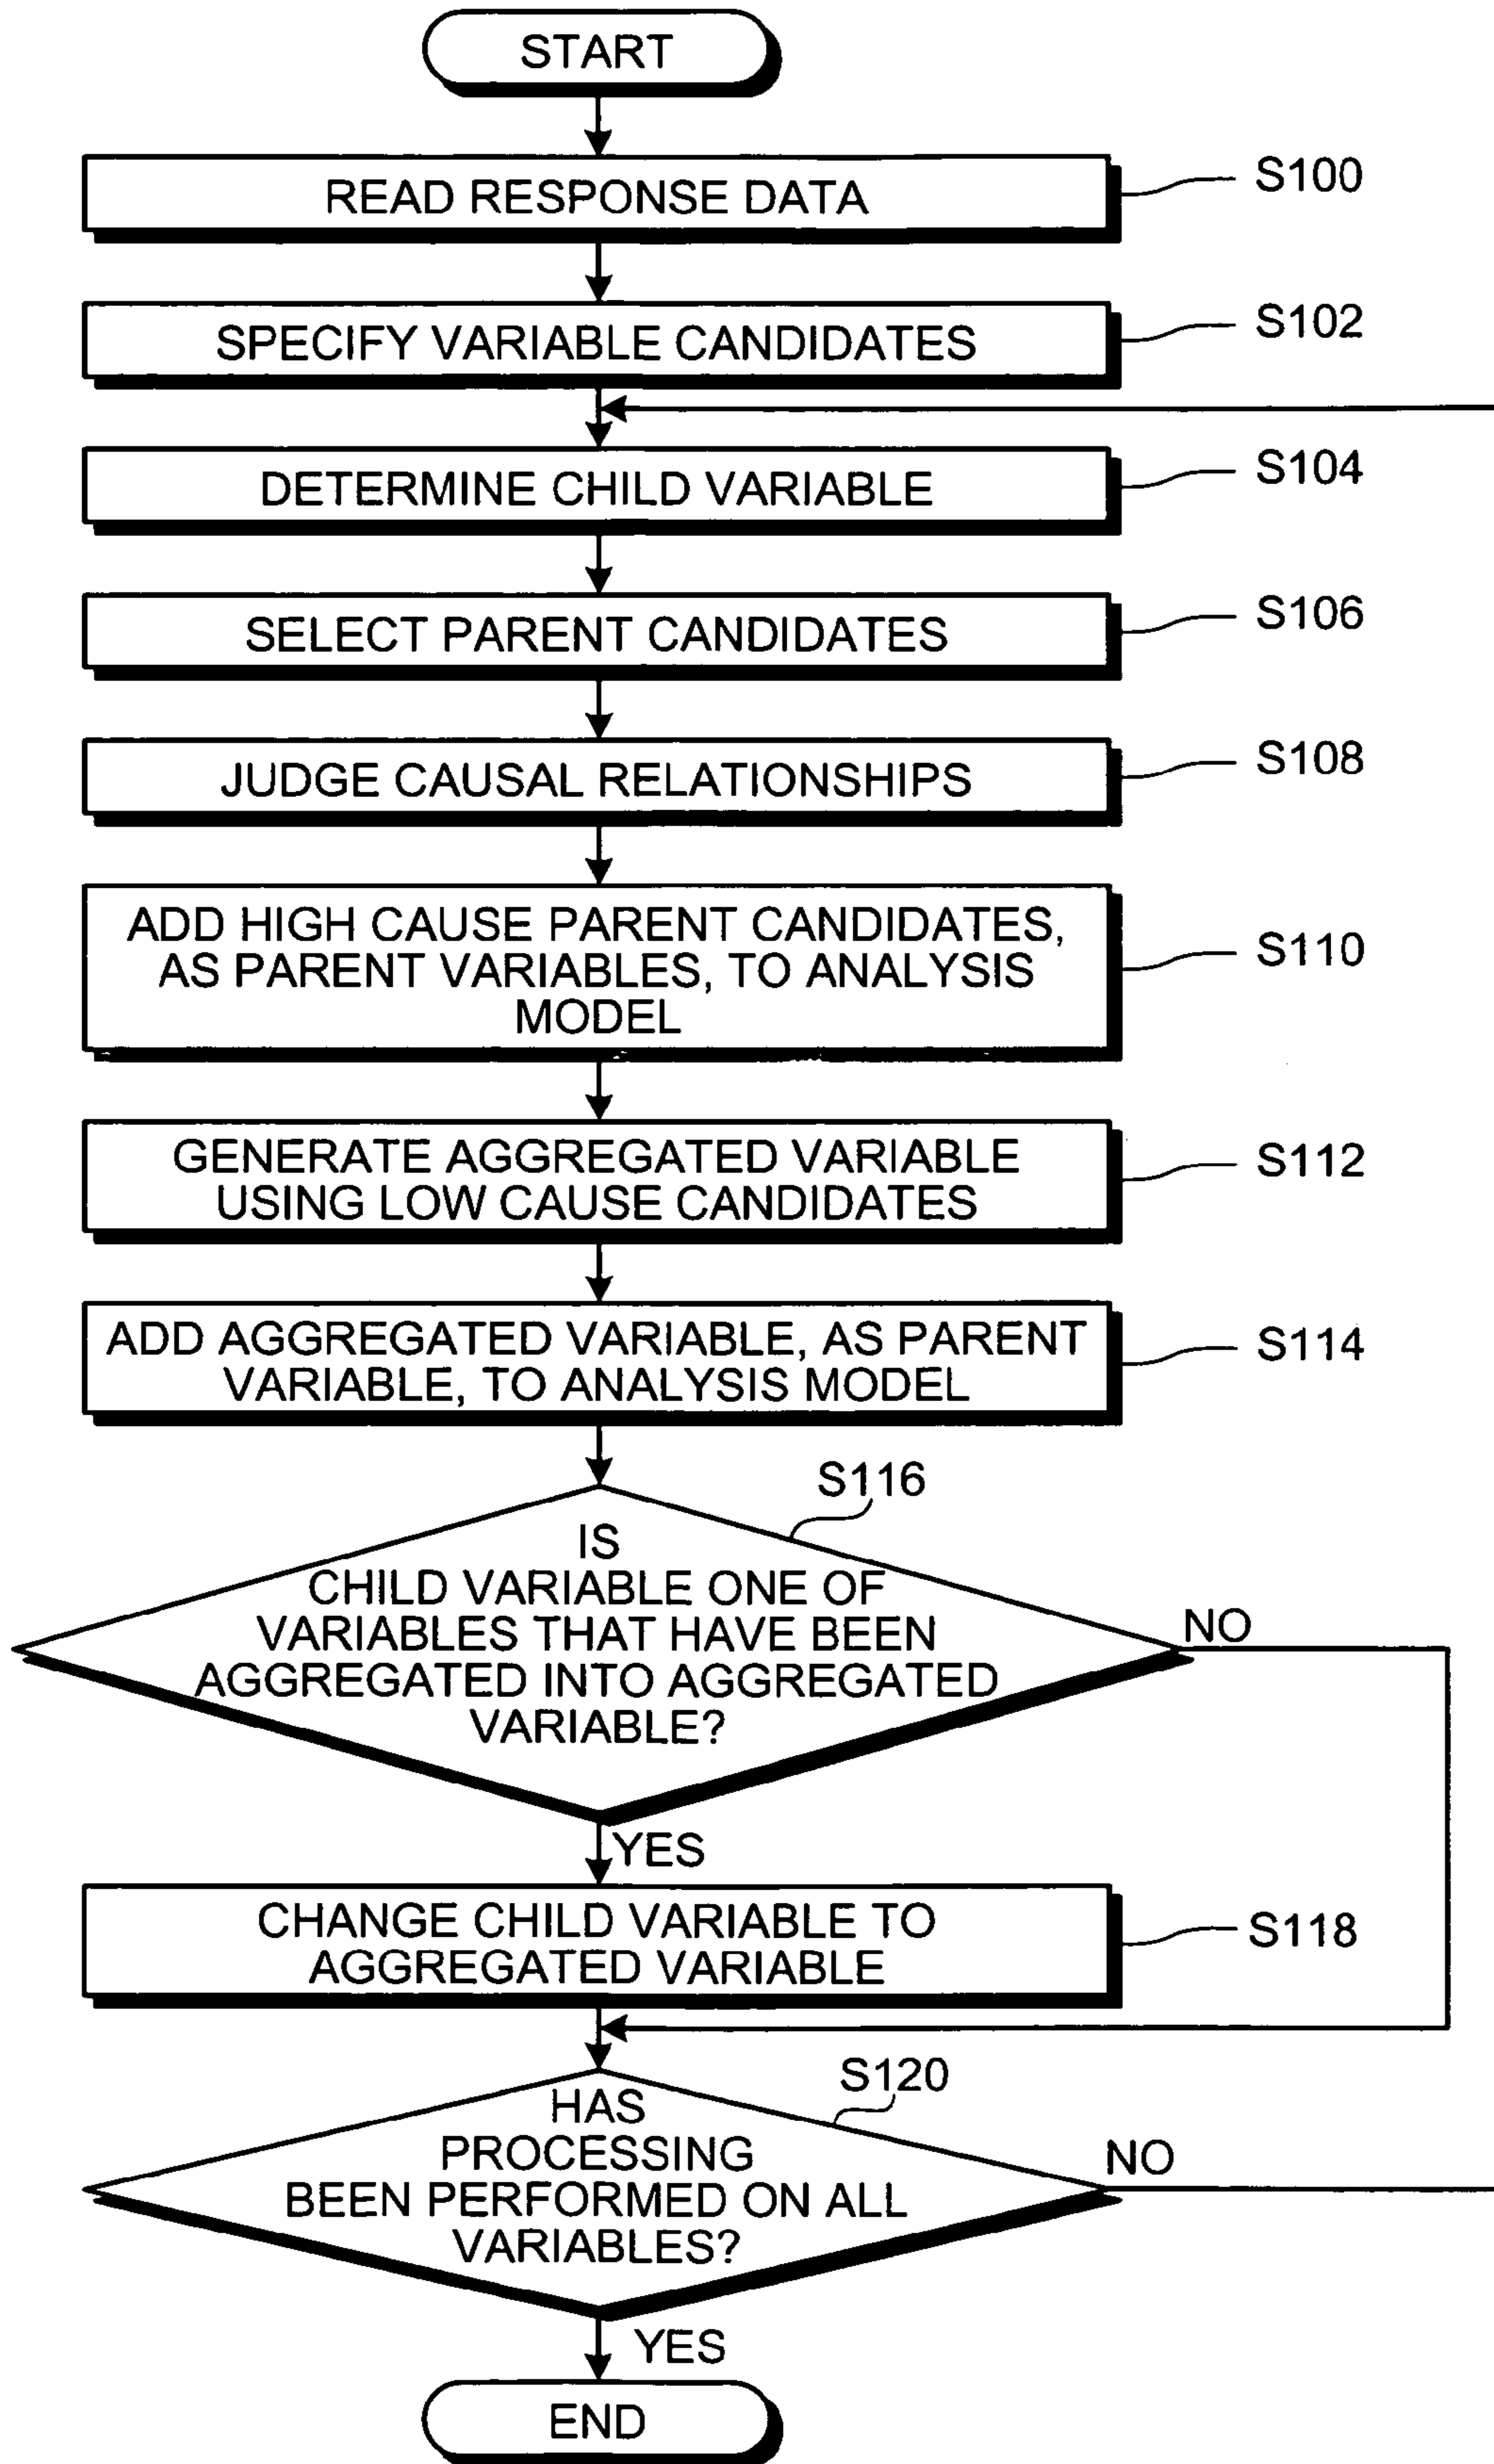 START
READ RESPONSE DATA
S100
SPECIFY VARIABLE CANDIDATES
S102
DETERMINE CHILD VARIABLE
S104
SELECT PARENT CANDIDATES
S106
JUDGE CAUSAL RELATIONSHIPS
S108
ADD HIGH CAUSE PARENT CANDIDATES,
AS PARENT VARIABLES, TO ANALYSIS
MODEL
S110
GENERATE AGGREGATED VARIABLE
USING LOW CAUSE CANDIDATES
S112
ADD AGGREGATED VARIABLE, AS PARENT
VARIABLE, TO ANALYSIS MODEL
S114
S116
IS
CHILD VARIABLE ONE OF
VARIABLES THAT HAVE BEEN
AGGREGATED INTO AGGREGATED
VARIABLE?
NO
YES
CHANGE CHILD VARIABLE TO
AGGREGATED VARIABLE
S118
S120
HAS
PROCESSING
BEEN PERFORMED ON ALL
VARIABLES?
NO
YES
END